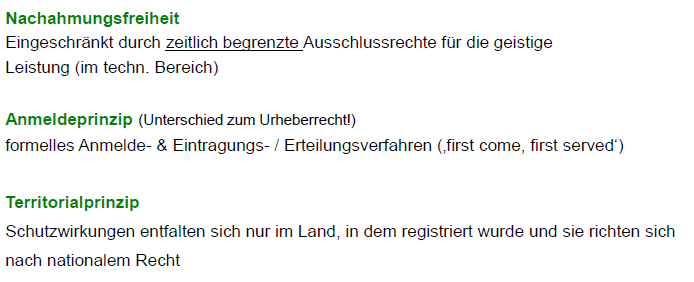 Nachahmungsfreiheit
Eingeschränkt durch zeitlich begrenzte Ausschlussrechte für die geistige
Leistung (im techn. Bereich)
Anmeldeprinzip (Unterschied zum Urheberrecht!)
formelles Anmelde- & Eintragungs- / Erteilungsverfahren (‚first come, first served‘)
Territorialprinzip
Schutzwirkungen entfalten sich nur im Land, in dem registriert wurde und sie richten sich
nach nationalem Recht